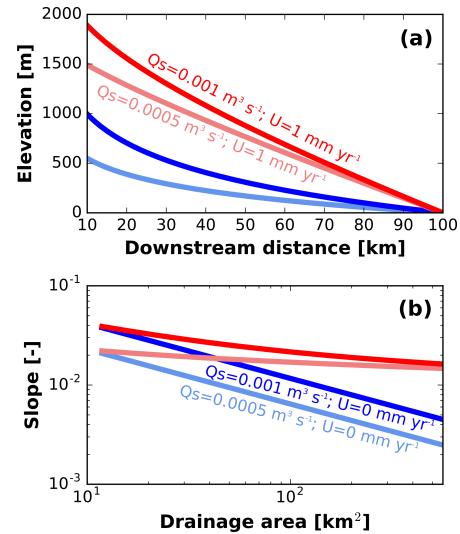 2000
(a)
1500
1000
500
0
Elevation [m]
Qs=0.001 m³ s⁻¹; U=1 mm yr⁻¹
Qs=0.0005 m³ s⁻¹; U=1 mm yr⁻¹
10 20 30 40 50 60 70 80 90 100
Downstream distance [km]
10⁻¹
(b)
10⁻²
10⁻³
Slope [-]
Qs=0.001 m³ s⁻¹; U=0 mm yr⁻¹
Qs=0.0005 m³ s⁻¹; U=0 mm yr⁻¹
10¹ 10²
Drainage area [km²]